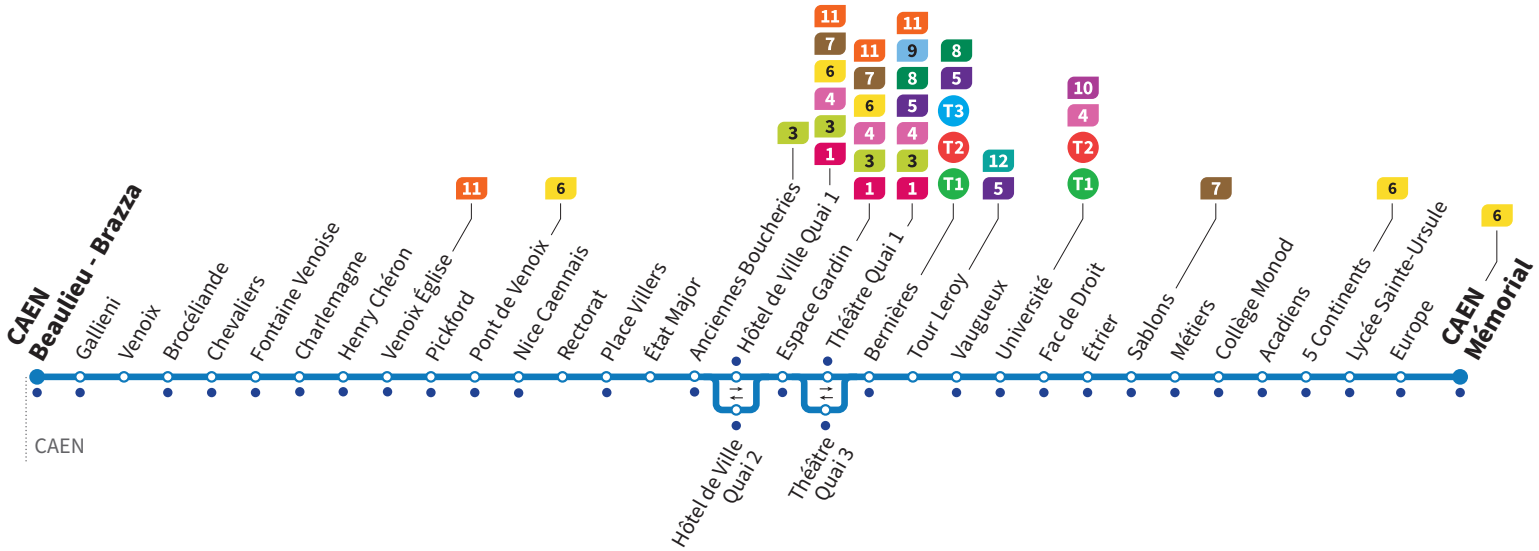 CAEN
Beaulieu - Brazza
Gallieni
Venoix
Brocéliande
Chevaliers
Fontaine Venoise
Charlemagne
Henry Chéron
Venoix Église
11
Pickford
Pont de Venoix
6
Nice Caennais
Rectorat
Place Villers
État Major
Anciennes Boucheries
3
Hôtel de Ville Quai 1
11
7
6
4
3
1
Espace Gardin
11
7
6
4
3
1
Théâtre Quai 1
11
9
8
5
4
3
1
Bernières
8
5
T3
T2
T1
Tour Leroy
12
5
Vaugueux
Université
10
4
T2
T1
Fac de Droit
Étrier
Sablons
7
Métiers
Collège Monod
Acadiens
5 Continents
6
Lycée Sainte-Ursule
Europe
CAEN
Mémorial
6
Hôtel de Ville
Quai 2
Théâtre
Quai 3
CAEN